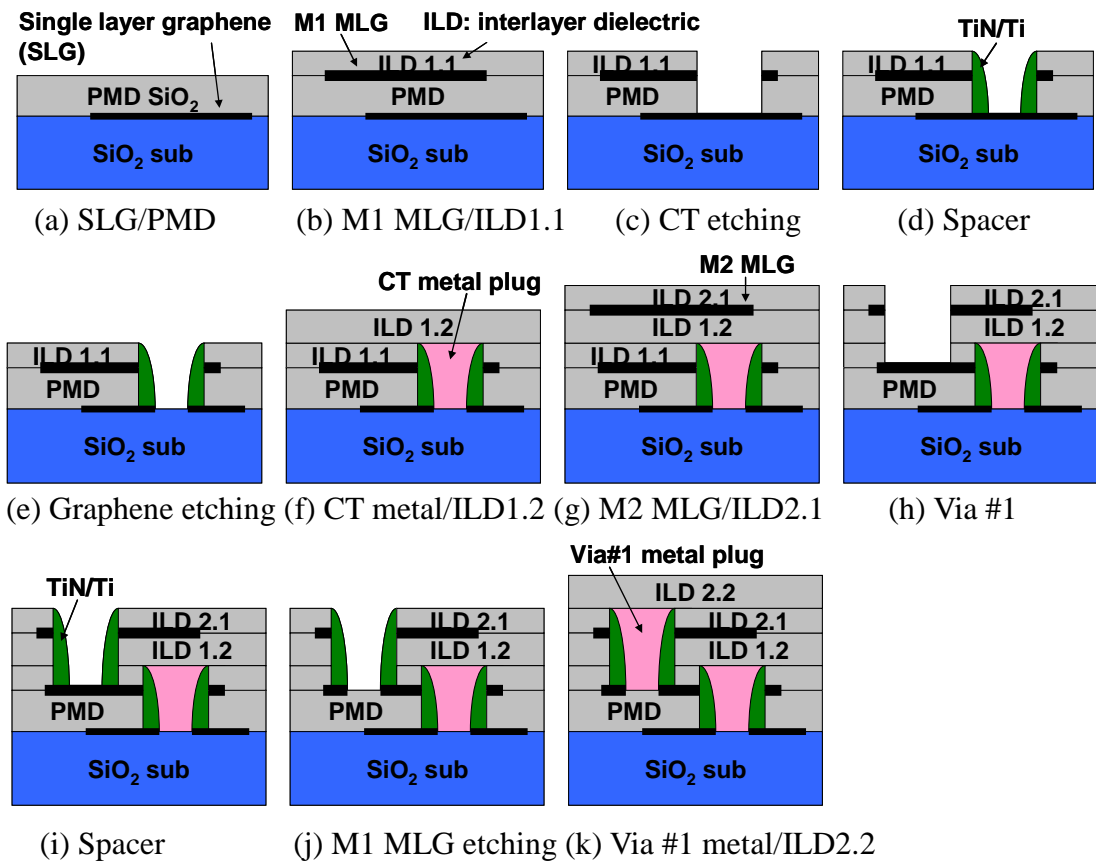 Single layer graphene
(SLG)
PMD SiO2
SiO2 sub
(a) SLG/PMD
M1 MLG
ILD: interlayer dielectric
ILD 1.1
PMD
SiO2 sub
(b) M1 MLG/ILD1.1
ILD 1.1
PMD
SiO2 sub
(c) CT etching
TiN/Ti
ILD 1.1
PMD
SiO2 sub
(d) Spacer
ILD 1.1
PMD
SiO2 sub
(e) Graphene etching
CT metal plug
ILD 1.2
ILD 1.1
PMD
SiO2 sub
(f) CT metal/ILD1.2
M2 MLG
ILD 2.1
ILD 1.2
ILD 1.1
PMD
SiO2 sub
(g) M2 MLG/ILD2.1
ILD 2.1
ILD 1.2
PMD
SiO2 sub
(h) Via #1
TiN/Ti
ILD 2.1
ILD 1.2
PMD
SiO2 sub
(i) Spacer
ILD 2.1
ILD 1.2
PMD
SiO2 sub
(j) M1 MLG etching
Via#1 metal plug
ILD 2.2
ILD 2.1
ILD 1.2
PMD
SiO2 sub
(k) Via #1 metal/ILD2.2